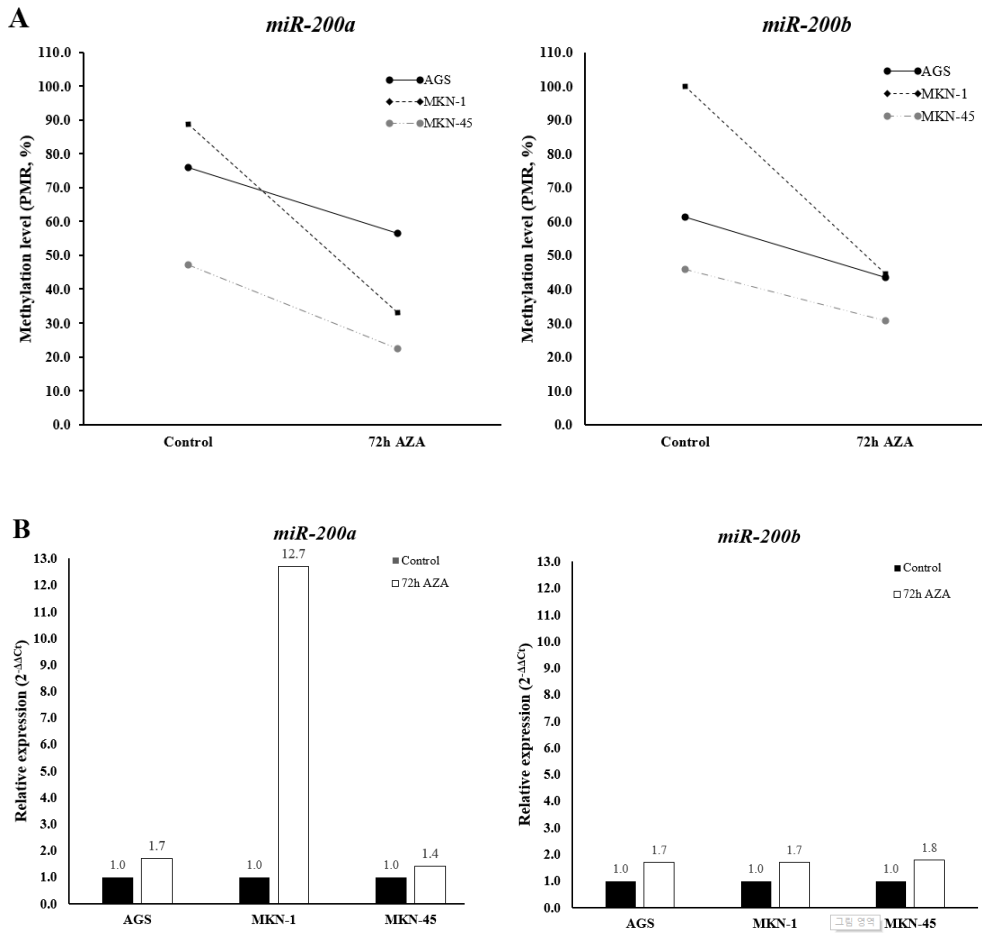 A
miR-200a
miR-200b
Methylation level (PMR, %)
110.0
100.0
90.0
80.0
70.0
60.0
50.0
40.0
30.0
20.0
10.0
0.0
AGS
MKN-1
MKN-45
Control
72h AZA
Methylation level (PMR, %)
110.0
100.0
90.0
80.0
70.0
60.0
50.0
40.0
30.0
20.0
10.0
0.0
AGS
MKN-1
MKN-45
Control
72h AZA
B
miR-200a
miR-200b
Relative expression (2-ΔΔCt)
13.0
12.0
11.0
10.0
9.0
8.0
7.0
6.0
5.0
4.0
3.0
2.0
1.0
0.0
Control
72h AZA
1.0
1.7
1.0
12.7
1.0
1.4
AGS
MKN-1
MKN-45
Relative expression (2-ΔΔCt)
13.0
12.0
11.0
10.0
9.0
8.0
7.0
6.0
5.0
4.0
3.0
2.0
1.0
0.0
Control
72h AZA
1.0
1.7
1.0
1.7
1.0
1.8
AGS
MKN-1
그림 영역
MKN-45